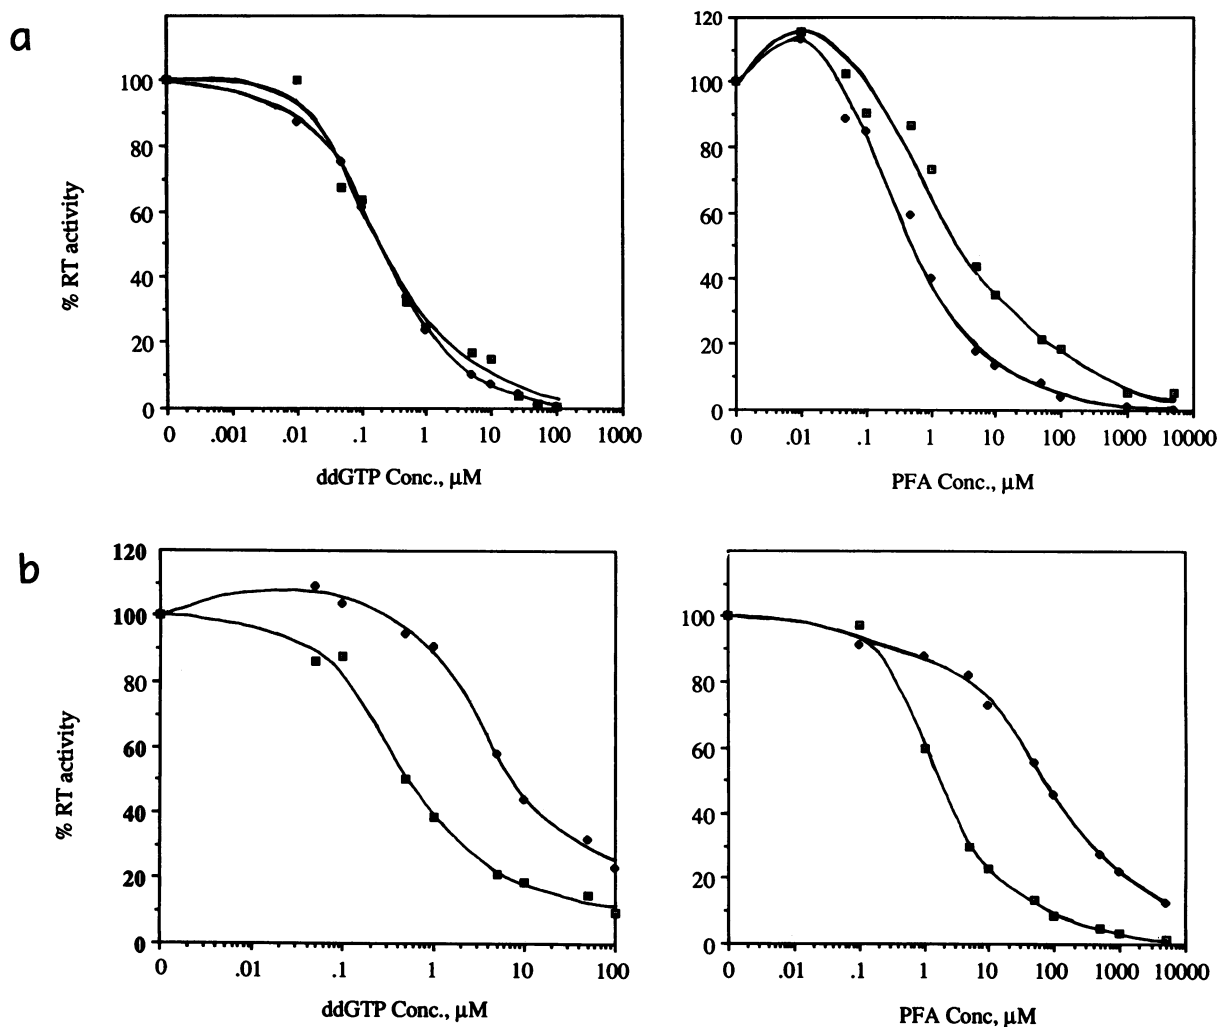 a
% RT activity
100
80
60
40
20
0
0 .001 .01 .1 1 10 100 1000
ddGTP Conc., μM
120
100
80
60
40
20
0
0 .01 .1 1 10 100 1000 10000
PFA Conc., μM
b
% RT activity
120
100
80
60
40
20
0
0 .01 .1 1 10 100
ddGTP Conc., μM
100
80
60
40
20
0
0 .01 .1 1 10 100 1000 10000
PFA Conc, μM